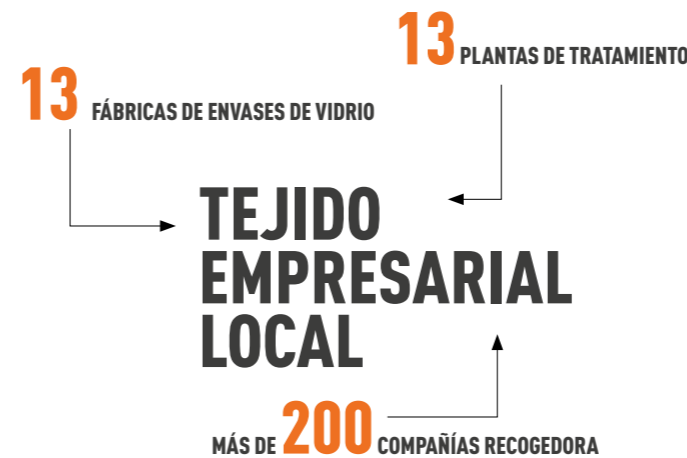 13 PLANTAS DE TRATAMIENTO
13 FÁBRICAS DE ENVASES DE VIDRIO
TEJIDO
EMPRESARIAL
LOCAL
MÁS DE 200 COMPAÑÍAS RECOGEDORA